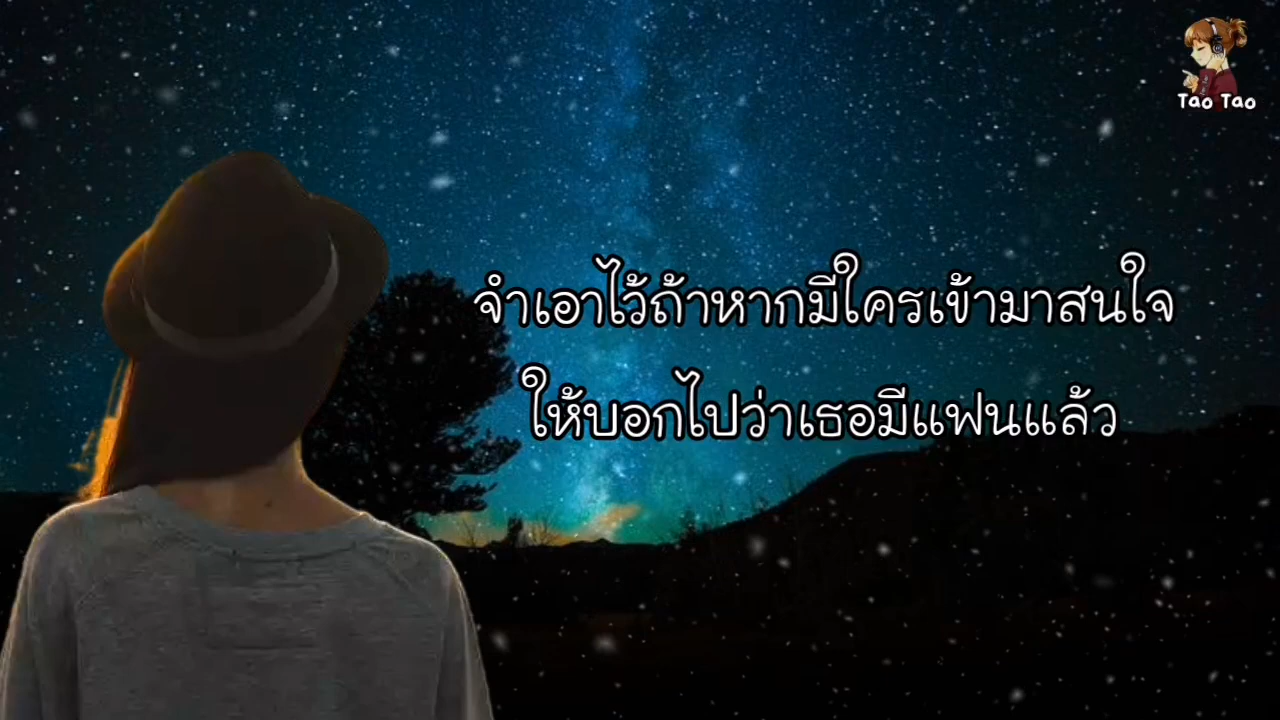 Tao Tao
จำเอาไว้ถ้าหากมีใครเข้ามาสนใจ
ให้บอกไปว่าเธอมีแฟนแล้ว